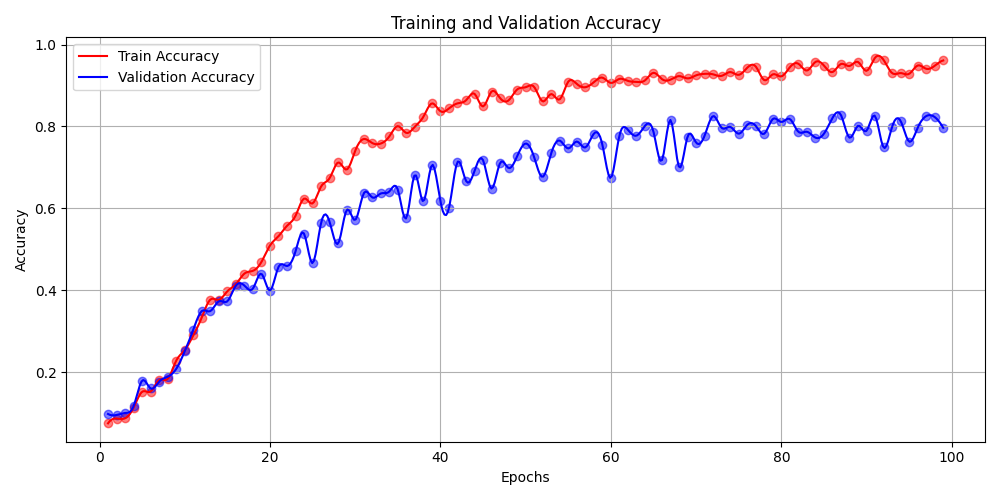 Training and Validation Accuracy
Train Accuracy
Validation Accuracy
Accuracy
1.0
0.8
0.6
0.4
0.2
0
20
40
60
80
100
Epochs